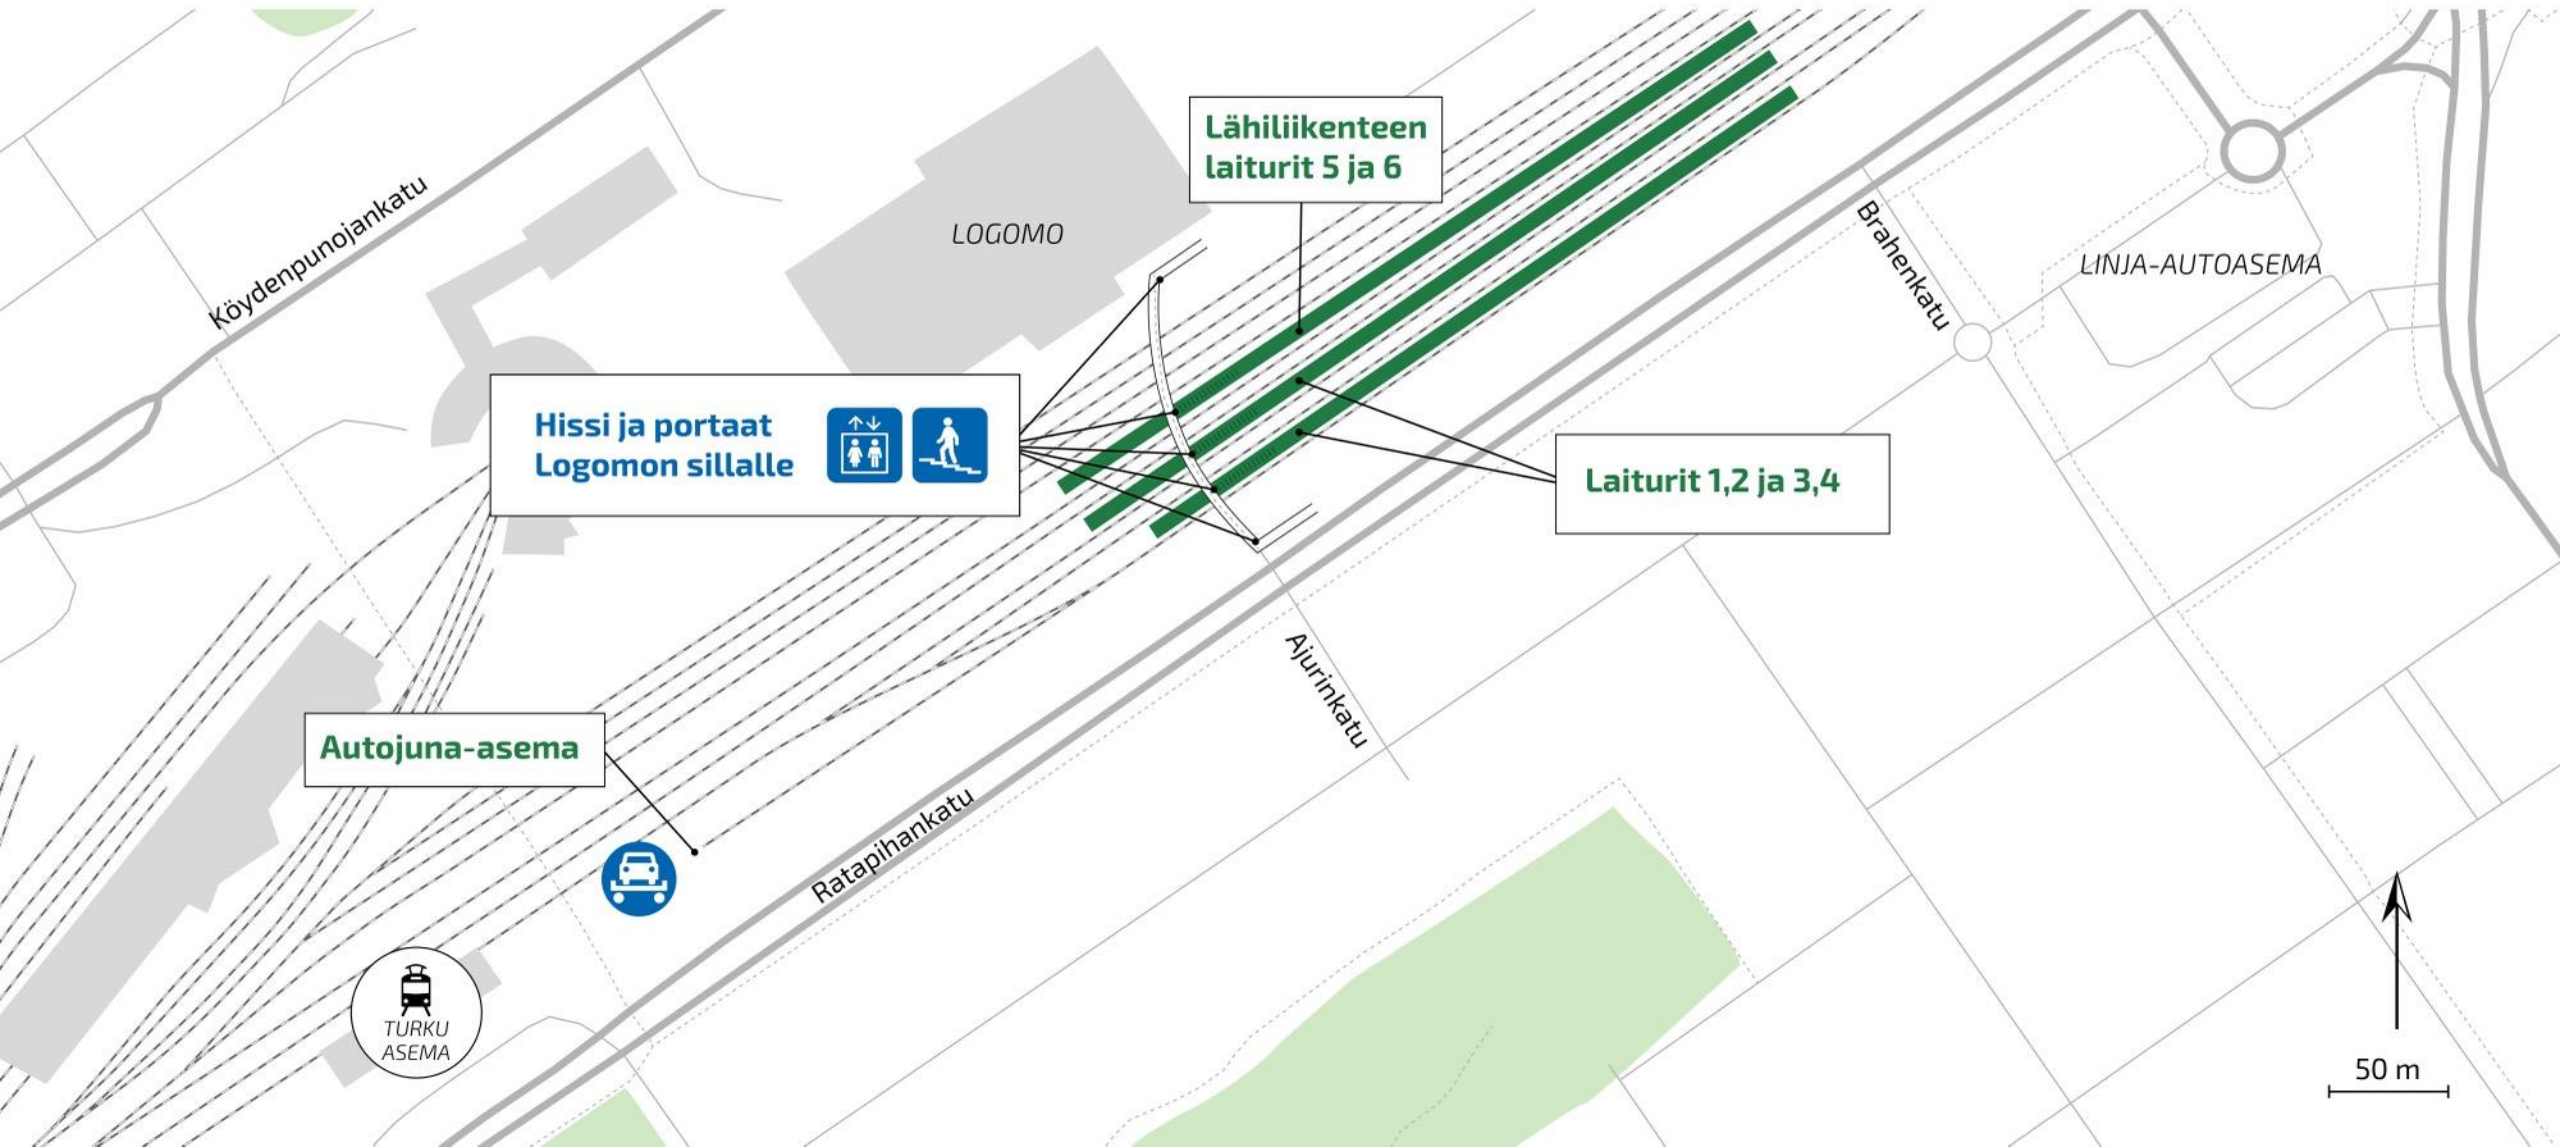 Lähiliikenteen
laiturit 5 ja 6
Köydenpunojankatu
LOGOMO
Brahenkatu
LINJA-AUTOASEMA
Hissi ja portaat
Logomon sillalle
Laiturit 1,2 ja 3,4
Ajurinkatu
Autojuna-asema
Ratapihankatu
TURKU
ASEMA
50 m